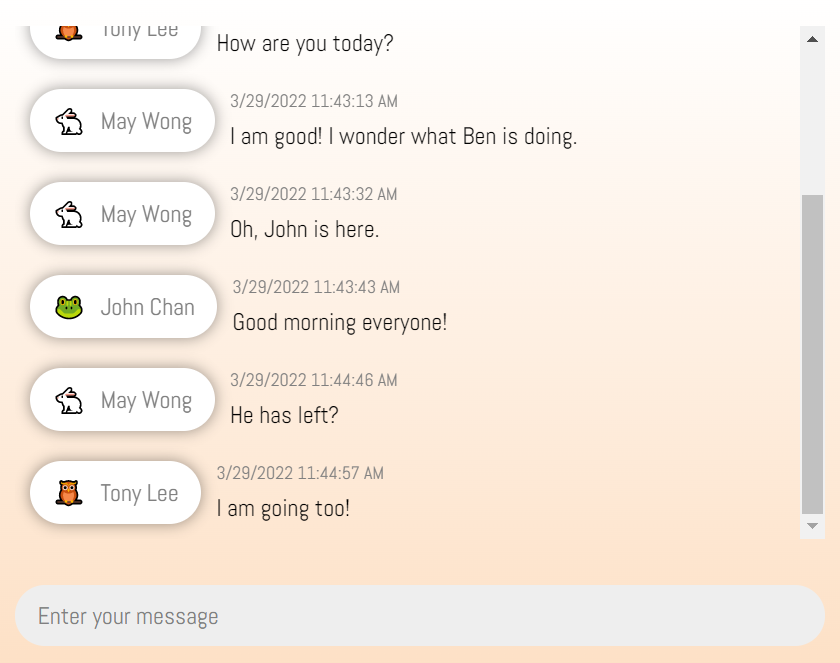 Tony Lee
How are you today?
May Wong
3/29/2022 11:43:13 AM
I am good! I wonder what Ben is doing.
May Wong
3/29/2022 11:43:32 AM
Oh, John is here.
John Chan
3/29/2022 11:43:43 AM
Good morning everyone!
May Wong
3/29/2022 11:44:46 AM
He has left?
Tony Lee
3/29/2022 11:44:57 AM
I am going too!
Enter your message